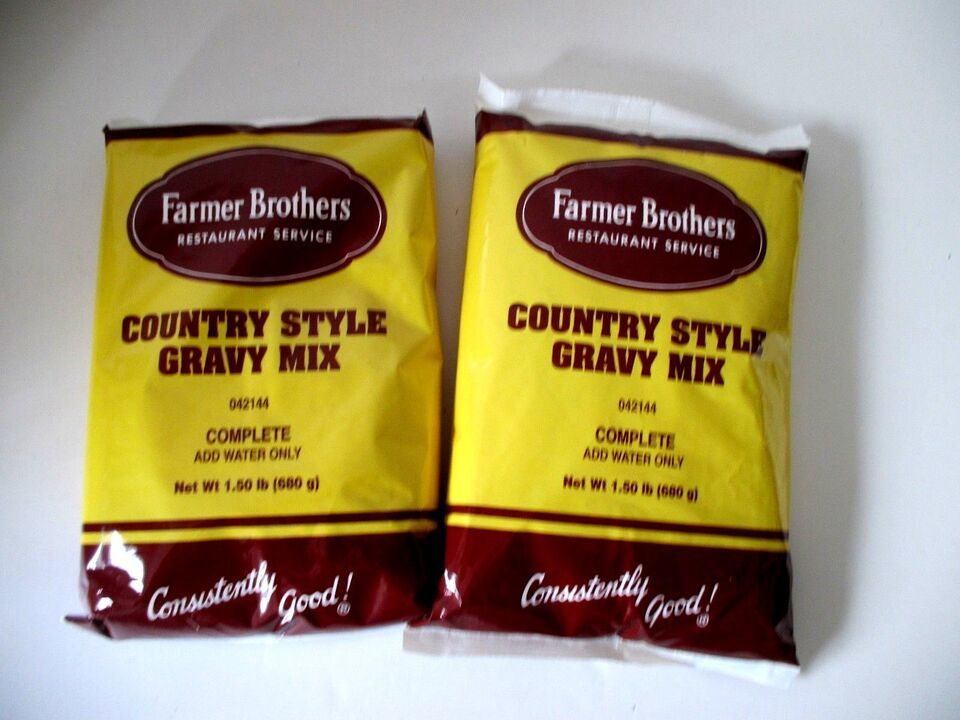 Farmer Brothers
RESTAURANT SERVICE
COUNTRY STYLE
GRAVY MIX
042144
COMPLETE
ADD WATER ONLY
Net Wt 1.50 lb (680 g)
Consistently Good!®
Farmer Brothers
RESTAURANT SERVICE
COUNTRY STYLE
GRAVY MIX
042144
COMPLETE
ADD WATER ONLY
Net Wt 1.50 lb (680 g)
Consistently Good!®